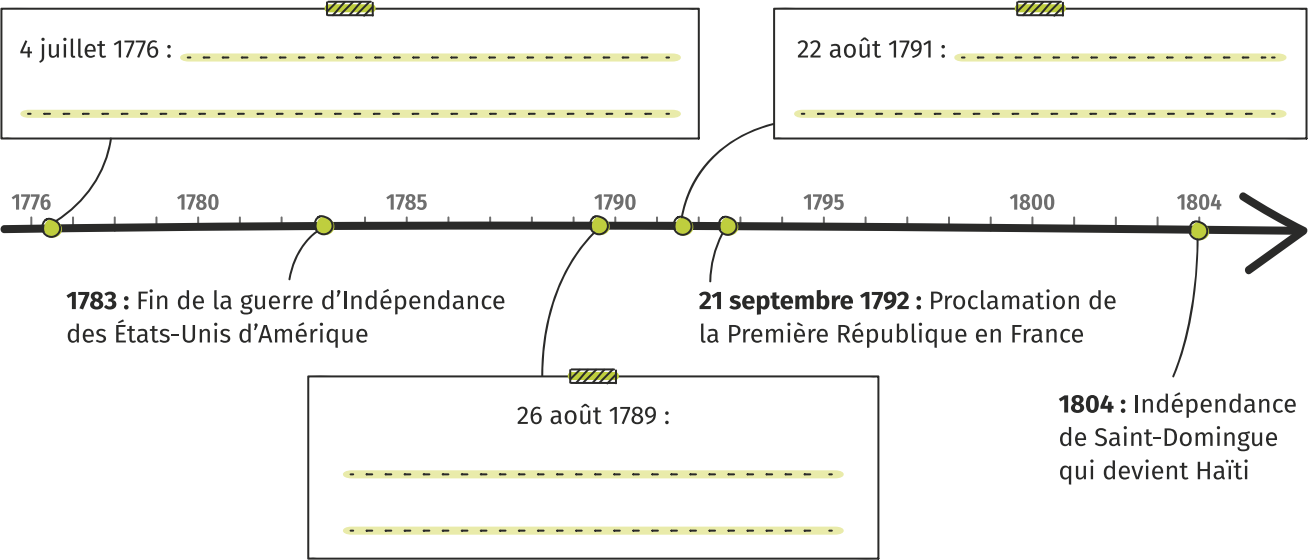 4 juillet 1776 :
22 août 1791 :
1776 1780 1785 1790 1795 1800 1804
1783 : Fin de la guerre d’Indépendance
des États-Unis d’Amérique
21 septembre 1792 : Proclamation de
la Première République en France
26 août 1789 :
1804 : Indépendance
de Saint-Domingue
qui devient Haïti